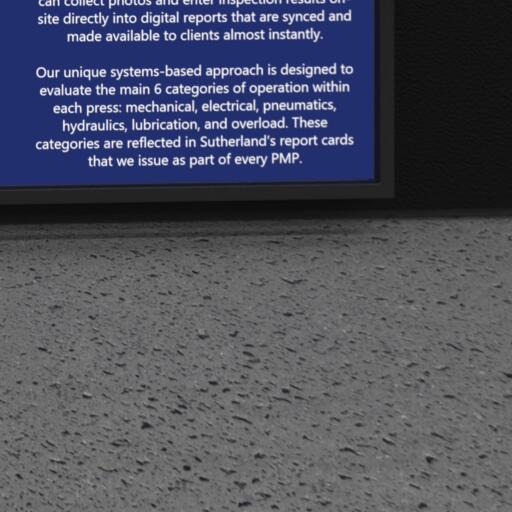 can collect photos and enter inspection results on-
site directly into digital reports that are synced and
made available to clients almost instantly.
Our unique systems-based approach is designed to
evaluate the main 6 categories of operation within
each press: mechanical, electrical, pneumatics,
hydraulics, lubrication, and overload. These
categories are reflected in Sutherland's report cards
that we issue as part of every PMP.